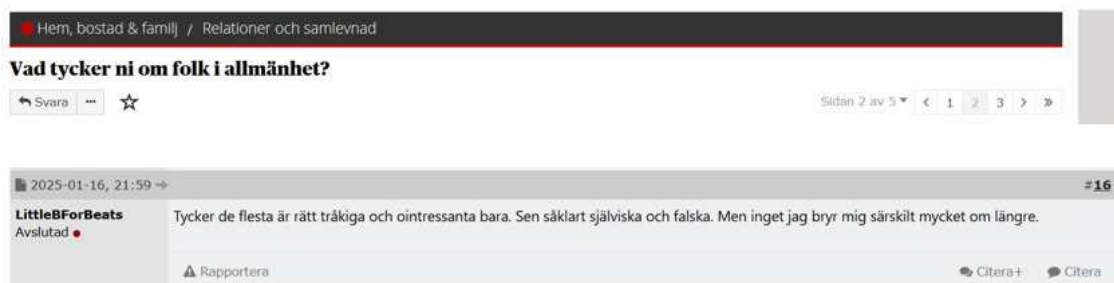 Hem, bostad & familj / Relationer och samlevnad
Vad tycker ni om folk i allmänhet?
Svara ···
Sidan 2 av 5 ‹ 1 2 3 › »
2025-01-16, 21:59 #16
LittleBForBeats Tycker de flesta är rätt tråkiga och ointressanta bara. Sen såklart själviska och falska. Men inget jag bryr mig särskilt mycket om längre.
Avslutad
Rapportera Citera+ Citera